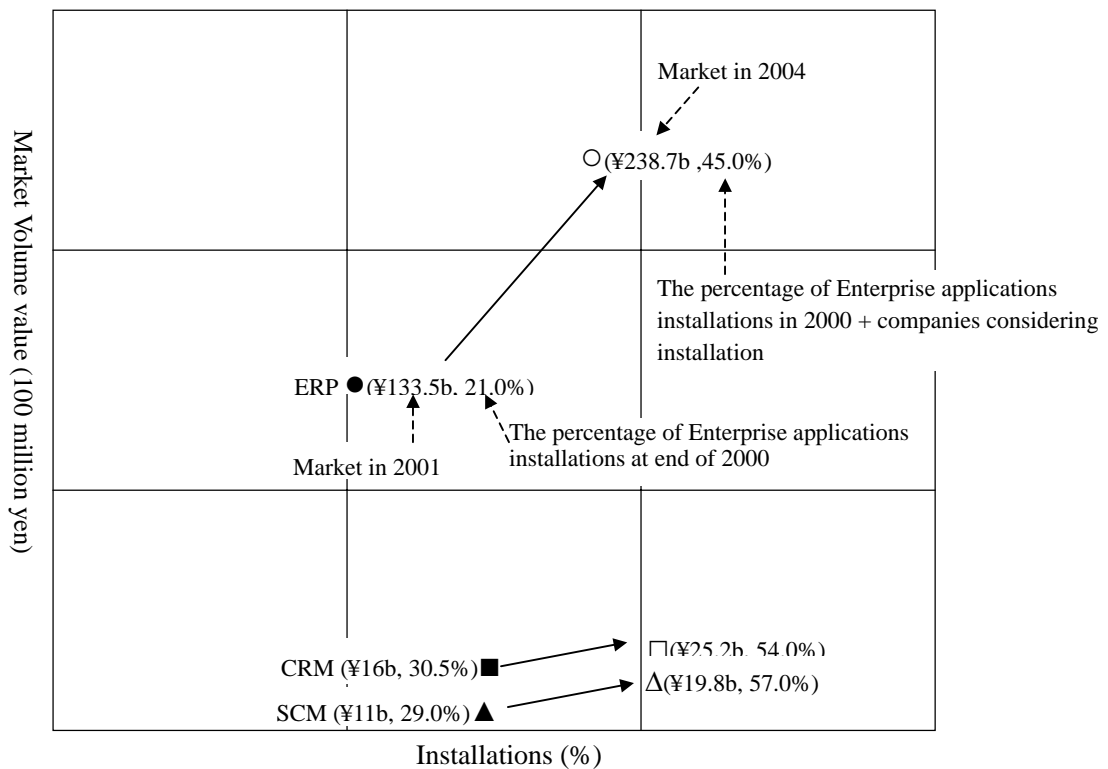 Market in 2004
(¥238.7b ,45.0%)
Market Volume value (100 million yen)
The percentage of Enterprise applications
installations in 2000 + companies considering
installation
ERP
(¥133.5b, 21.0%)
The percentage of Enterprise applications
installations at end of 2000
Market in 2001
(¥25.2b, 54.0%)
CRM (¥16b, 30.5%)
(¥19.8b, 57.0%)
SCM (¥11b, 29.0%)
Installations (%)